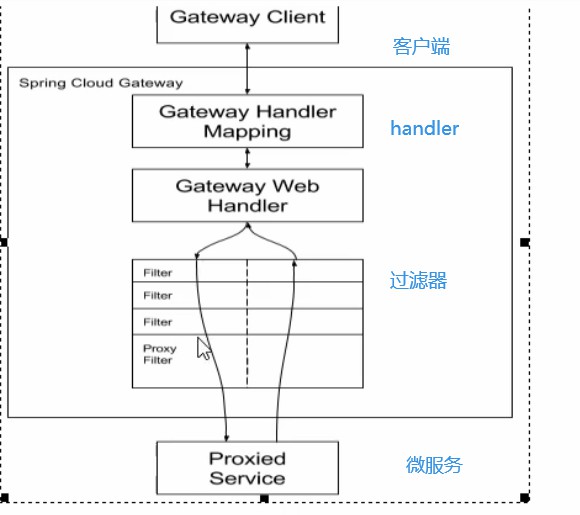 Gateway Client
客户端
Spring Cloud Gateway
Gateway Handler
Mapping
handler
Gateway Web
Handler
Filter
过滤器
Filter
Filter
Proxy
Filter
Proxied
Service
微服务